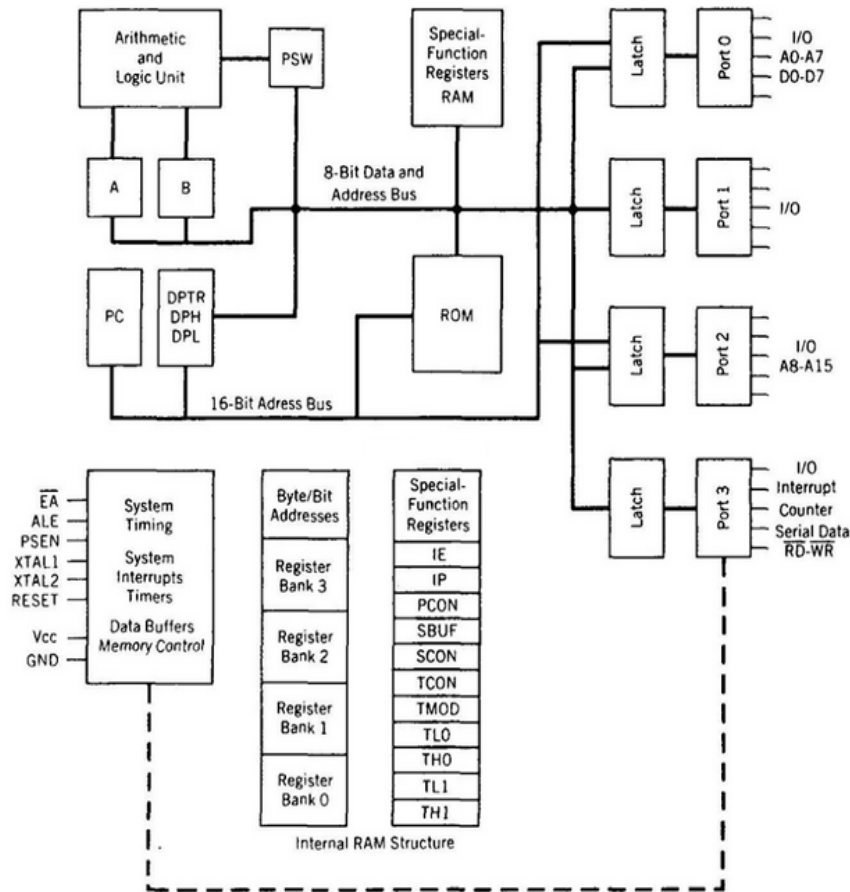 Arithmetic
and
Logic Unit
PSW
Special-
Function
Registers
RAM
Latch
Port 0
I/O
A0-A7
D0-D7
A
B
8-Bit Data and
Address Bus
Latch
Port 1
I/O
PC
DPTR
DPH
DPL
ROM
Latch
Port 2
I/O
A8-A15
16-Bit Adress Bus
Latch
Port 3
I/O
Interrupt
Counter
Serial Data
RD-WR
EA
ALE
PSEN
XTAL1
XTAL2
RESET
Vcc
GND
System
Timing
System
Interrupts
Timers
Data Buffers
Memory Control
Byte/Bit
Addresses
Register
Bank 3
Register
Bank 2
Register
Bank 1
Register
Bank 0
Special-
Function
Registers
IE
IP
PCON
SBUF
SCON
TCON
TMOD
TL0
TH0
TL1
TH1
Internal RAM Structure